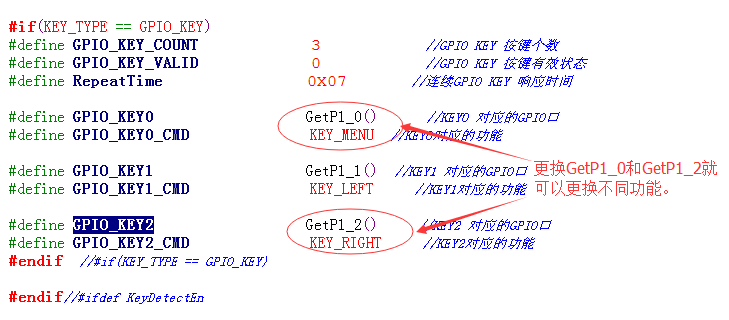 #if(KEY_TYPE == GPIO_KEY)
#define GPIO_KEY_COUNT 3 //GPIO KEY 按键个数
#define GPIO_KEY_VALID 0 //GPIO KEY 按键有效状态
#define RepeatTime 0X07 //连续GPIO KEY 响应时间
#define GPIO_KEY0 GetP1_0() //KEY0 对应的GPIO口
#define GPIO_KEY0_CMD KEY_MENU //KEY0对应的功能
#define GPIO_KEY1 GetP1_1() //KEY1 对应的GPIO口
#define GPIO_KEY1_CMD KEY_LEFT //KEY1对应的功能
更换GetP1_0和GetP1_2就
可以更换不同功能。
#define GPIO_KEY2 GetP1_2() //KEY2 对应的GPIO口
#define GPIO_KEY2_CMD KEY_RIGHT //KEY2对应的功能
#endif //#if(KEY_TYPE == GPIO_KEY)
#endif//#ifdef KeyDetectEn